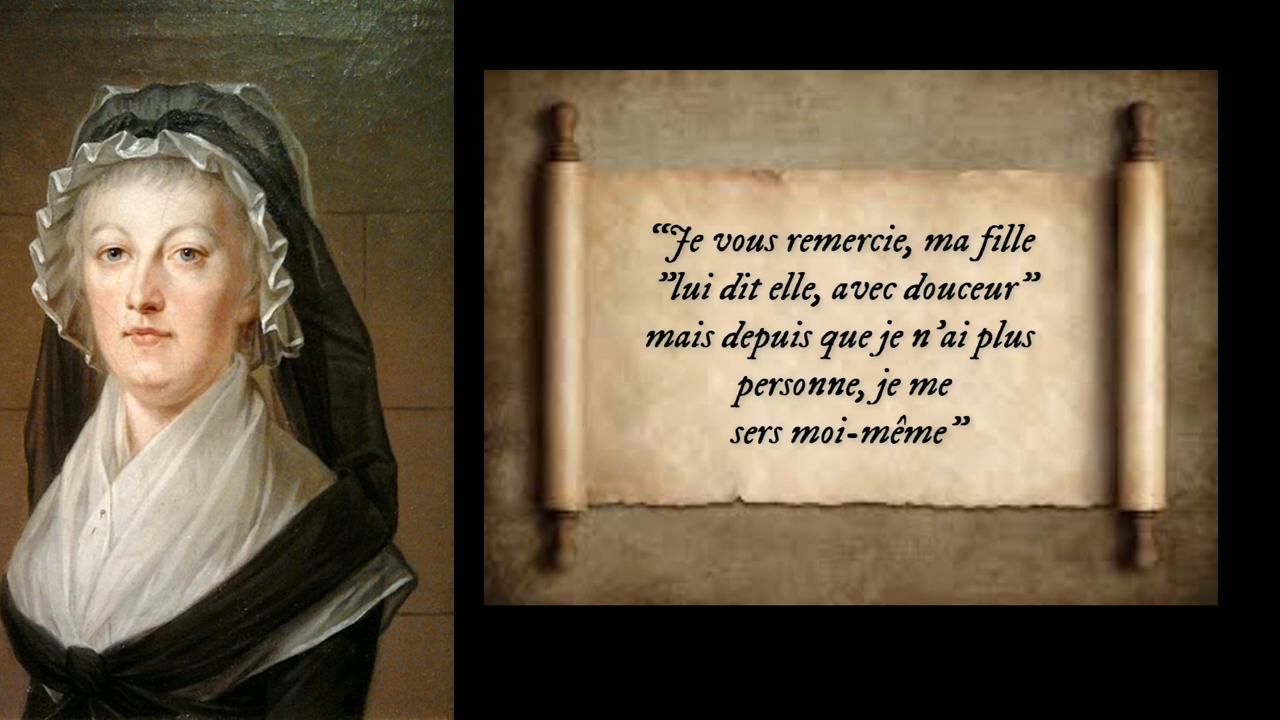 “Je vous remercie, ma fille
”lui dit elle, avec douceur”
mais depuis que je n’ai plus
personne, je me
sers moi-même”